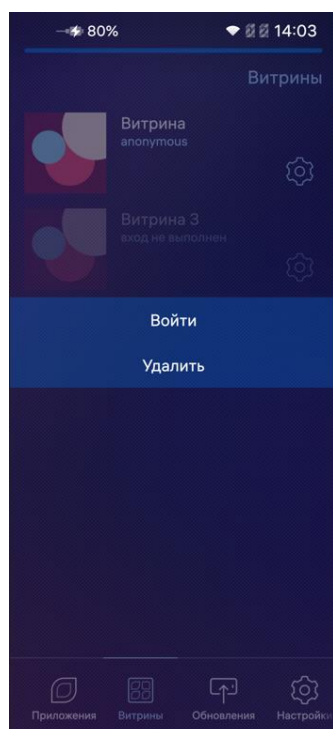 80%
14:03
Витрины
Витрина
anonymous
Витрина 3
вход не выполнен
Войти
Удалить
Приложения
Витрины
Обновления
Настройки